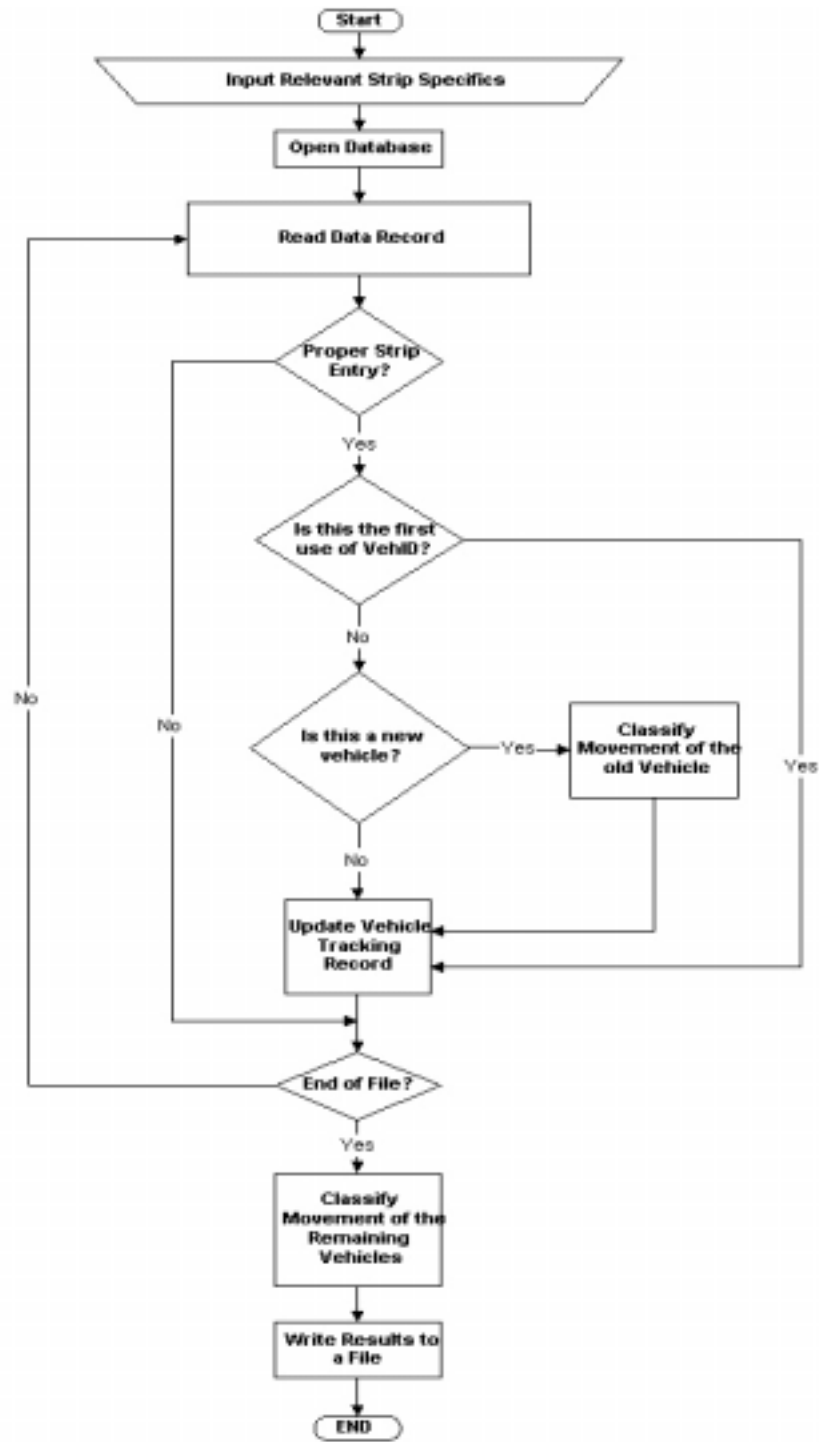 Start
Input Relevant Strip Specifics
Open Database
Read Data Record
Proper Strip
Entry?
Yes
Is this the first
use of VehID?
No
No
No
Is this a new
vehicle?
Yes
Classify
Movement of the
old Vehicle
Yes
No
Update Vehicle
Tracking
Record
End of File?
Yes
Classify
Movement of the
Remaining
Vehicles
Write Results to
a File
END